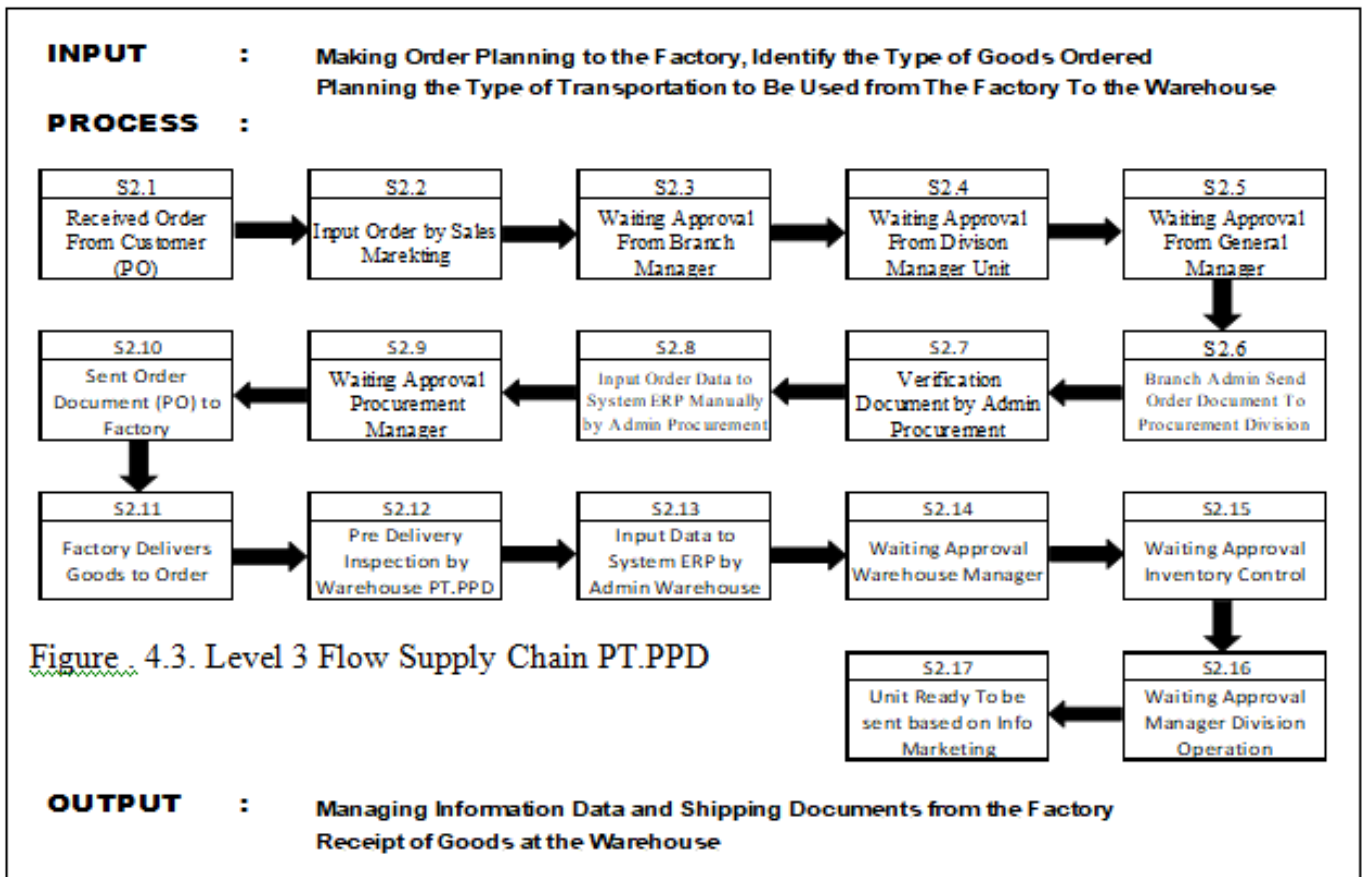 INPUT : Making Order Planning to the Factory, Identify the Type of Goods Ordered
Planning the Type of Transportation to Be Used from The Factory To the Warehouse
PROCESS :
S2.1
Received Order
From Customer
(PO)
S2.2
Input Order by Sales
Marekting
S2.3
Waiting Approval
From Branch
Manager
S2.4
Waiting Approval
From Divison
Manager Unit
S2.5
Waiting Approval
From General
Manager
S2.6
Branch Admin Send
Order Document To
Procurement Division
S2.7
Verification
Document by Admin
Procurement
S2.8
Input Order Data to
System ERP Manually
by Admin Procurement
S2.9
Waiting Approval
Procurement
Manager
S2.10
Sent Order
Document (PO) to
Factory
S2.11
Factory Delivers
Goods to Order
S2.12
Pre Delivery
Inspection by
Warehouse PT.PPD
S2.13
Input Data to
System ERP by
Admin Warehouse
S2.14
Waiting Approval
Warehouse Manager
S2.15
Waiting Approval
Inventory Control
S2.16
Waiting Approval
Manager Division
Operation
S2.17
Unit Ready To be
sent based on Info
Marketing
Figure . 4.3. Level 3 Flow Supply Chain PT.PPD
OUTPUT : Managing Information Data and Shipping Documents from the Factory
Receipt of Goods at the Warehouse